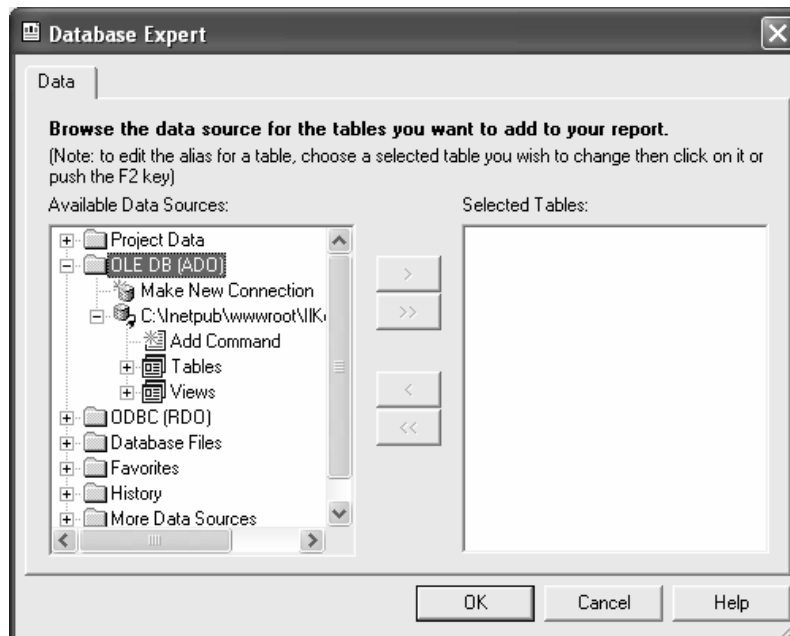 Database Expert
Data
Browse the data source for the tables you want to add to your report.
(Note: to edit the alias for a table, choose a selected table you wish to change then click on it or
push the F2 key)
Available Data Sources:
Selected Tables:
Project Data
OLE DB (ADO)
Make New Connection
C:\Inetpub\wwwroot\IIK
Add Command
Tables
Views
ODBC (RDO)
Database Files
Favorites
History
More Data Sources
>
>>
<
<<
OK
Cancel
Help